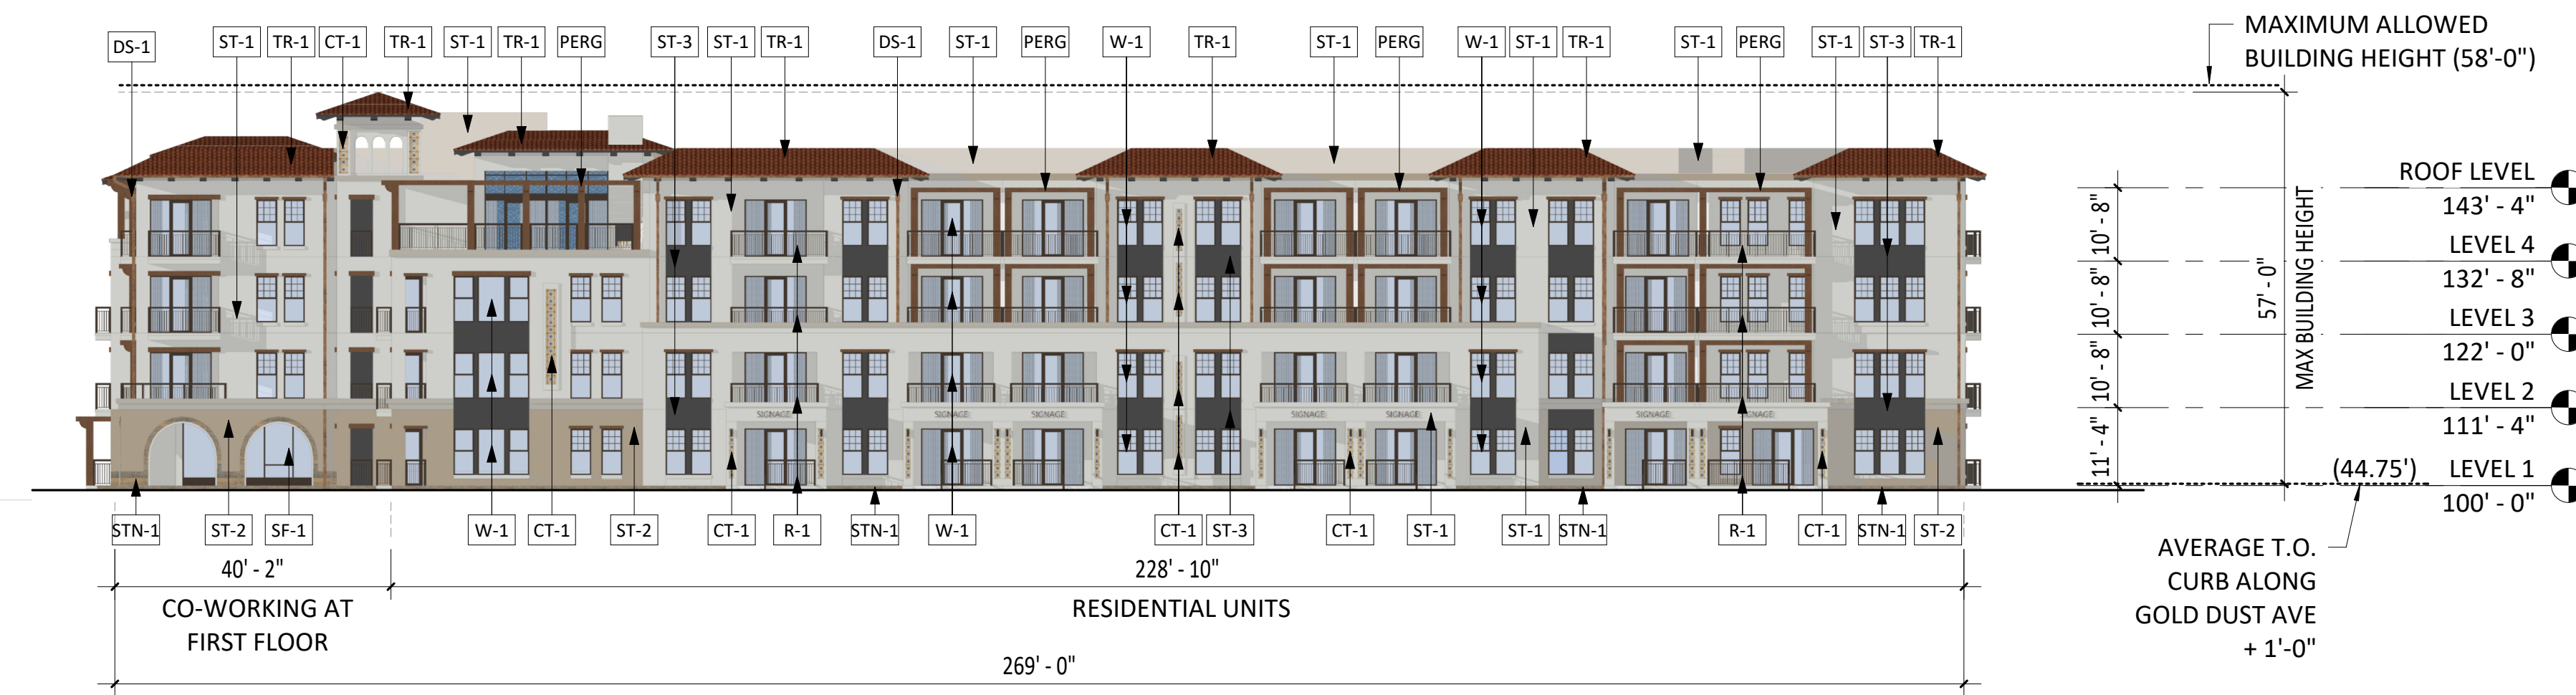 DS-1 ST-1 TR-1 CT-1 TR-1 ST-1 TR-1 PERG ST-3 ST-1 TR-1 DS-1 ST-1 PERG W-1 TR-1 ST-1 PERG W-1 ST-1 TR-1 ST-1 PERG ST-1 ST-3 TR-1
MAXIMUM ALLOWED
BUILDING HEIGHT (58'-0")
ROOF LEVEL
143' - 4"
10' - 8"
LEVEL 4
132' - 8"
10' - 8"
LEVEL 3
122' - 0"
10' - 8"
LEVEL 2
111' - 4"
11' - 4"
(44.75') LEVEL 1
100' - 0"
57' - 0"
MAX BUILDING HEIGHT
SIGNAGE SIGNAGE SIGNAGE SIGNAGE SIGNAGE SIGNAGE SIGNAGE
STN-1 ST-2 SF-1 W-1 CT-1 ST-2 CT-1 R-1 STN-1 W-1 CT-1 ST-3 CT-1 ST-1 ST-1 STN-1 R-1 CT-1 STN-1 ST-2
AVERAGE T.O.
CURB ALONG
GOLD DUST AVE
+ 1'-0"
40' - 2"
228' - 10"
CO-WORKING AT
FIRST FLOOR
RESIDENTIAL UNITS
269' - 0"